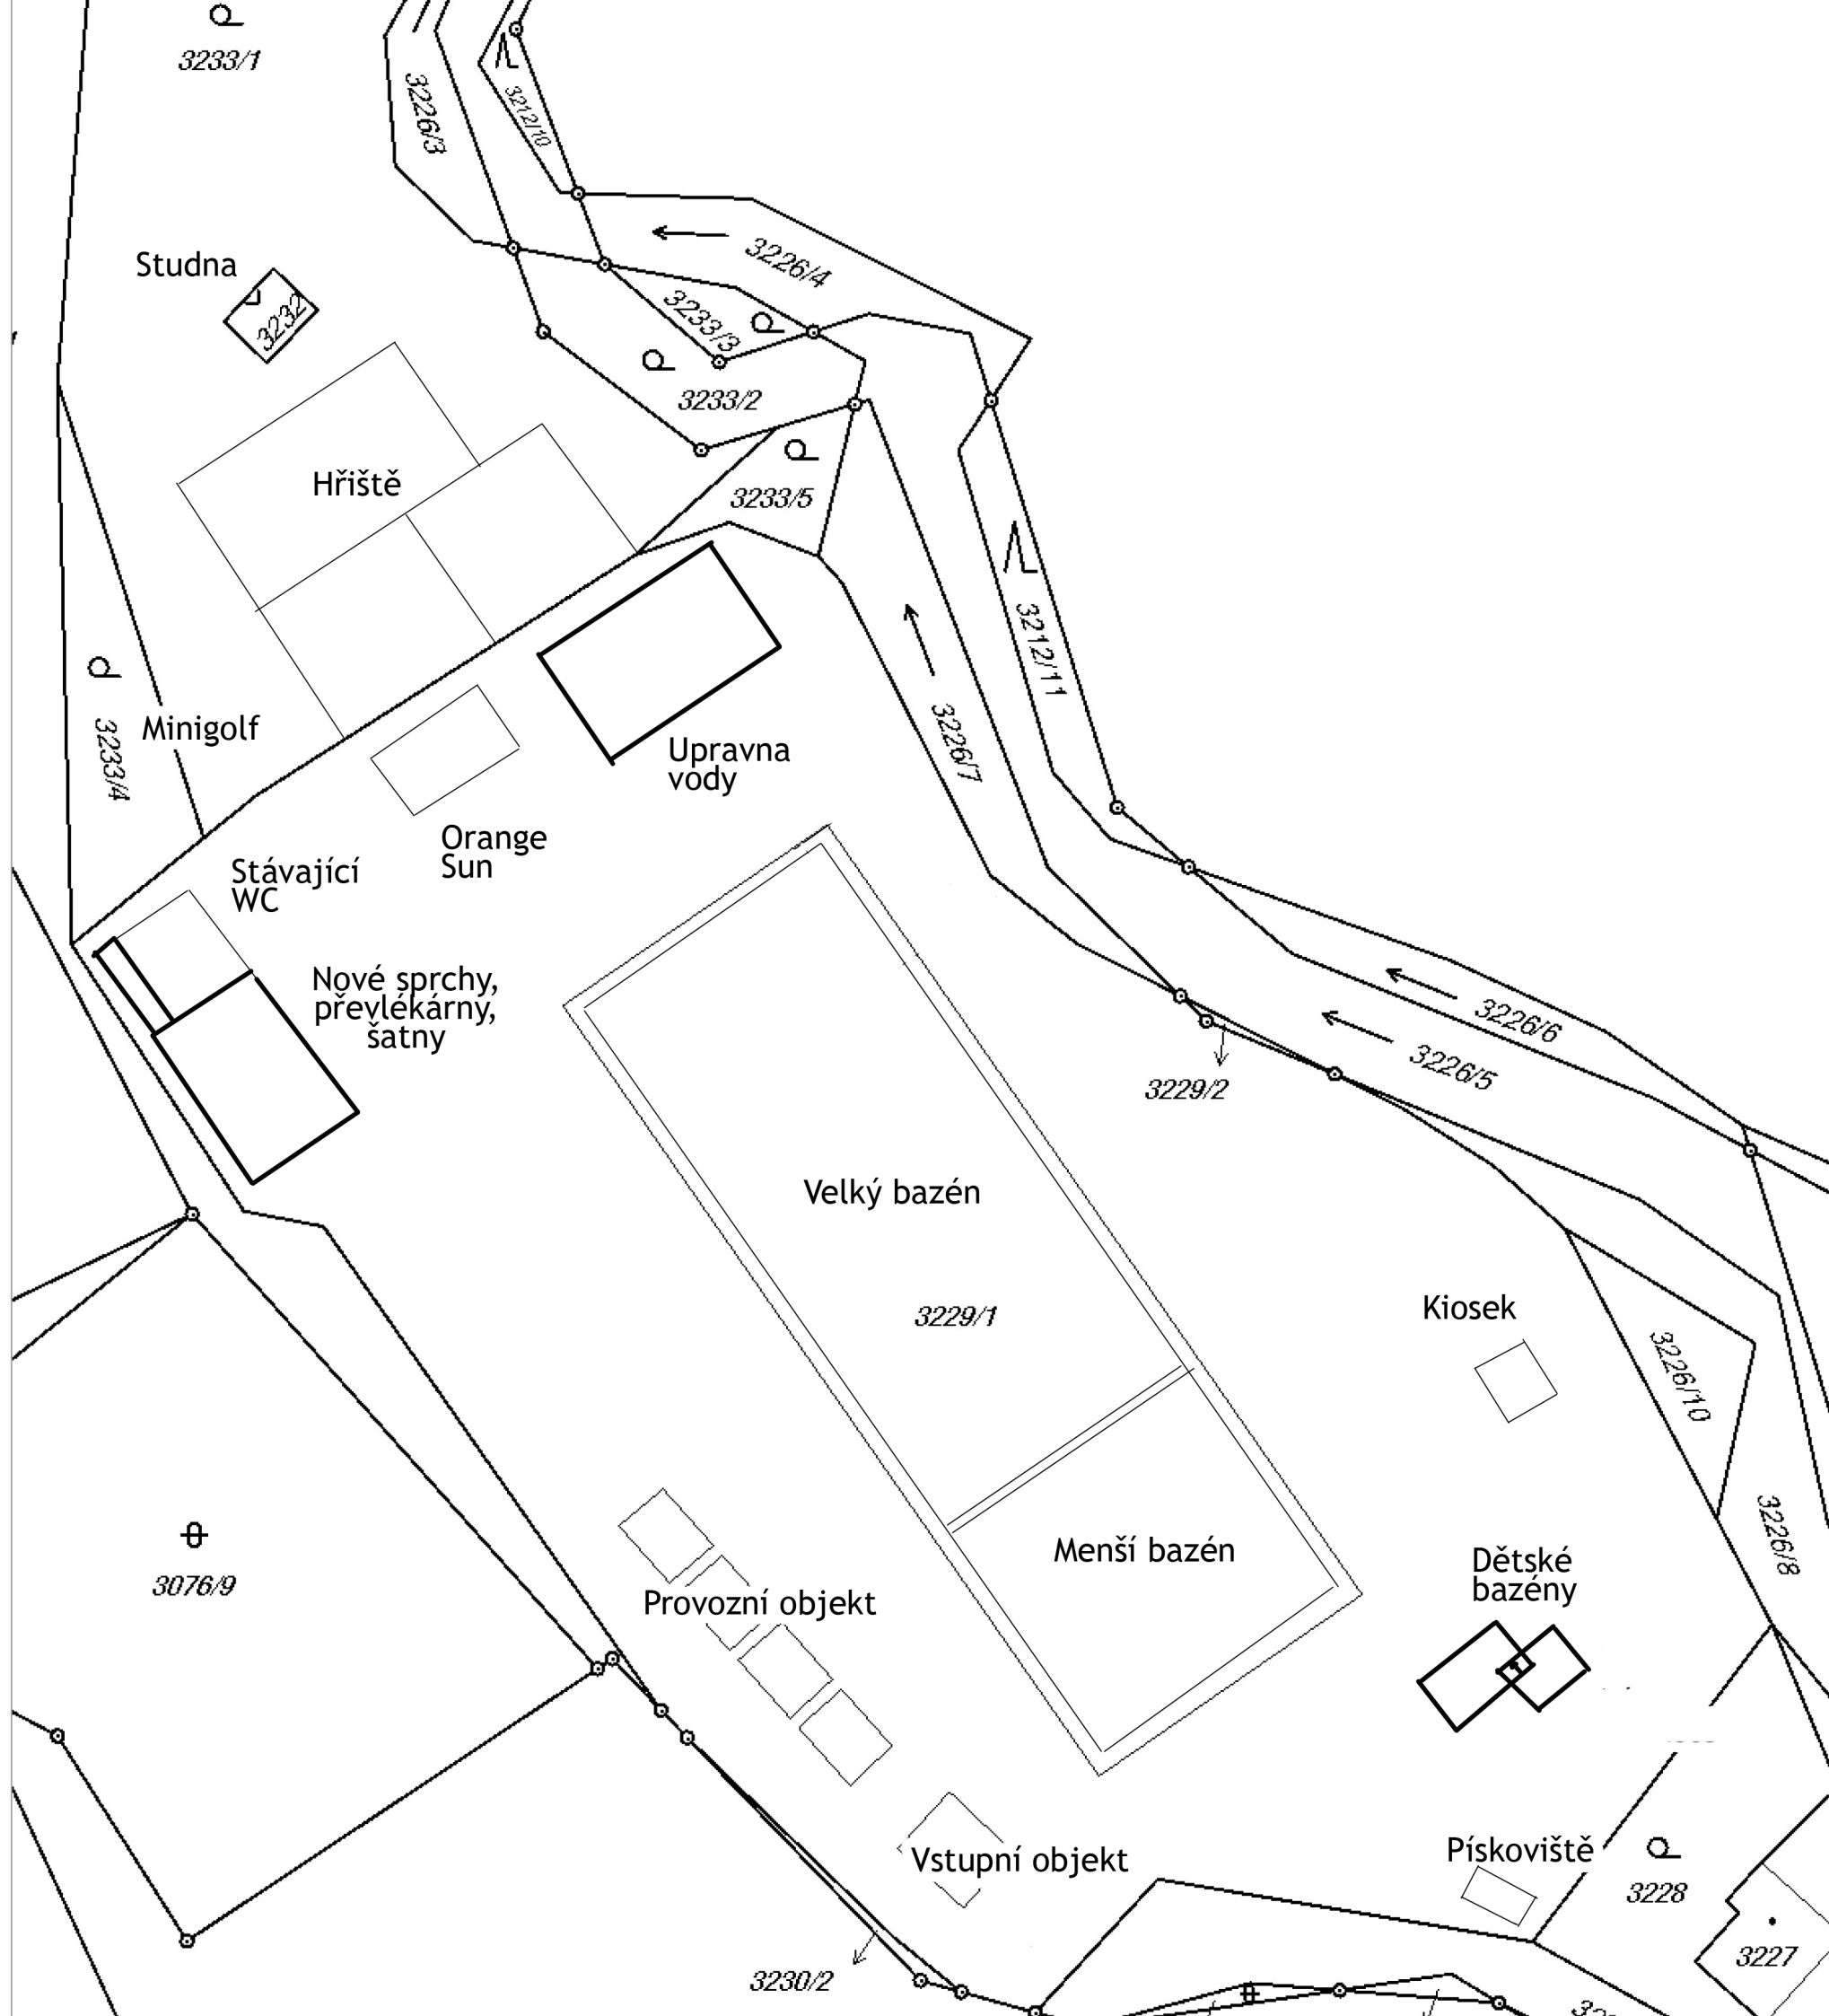 3233/1
3226/3
3212/10
Studna
3232
3226/4
3233/3
3233/2
Hřiště
3233/5
3212/11
3233/4
Minigolf
3226/7
Upravna
vody
Orange
Sun
Stávající
WC
Nové sprchy,
převlékárny,
šatny
3226/6
3226/5
3229/2
Velký bazén
3229/1
Kiosek
3226/10
3226/8
Menší bazén
Dětské
bazény
3076/9
Provozní objekt
Vstupní objekt
Pískoviště
3228
3227
3230/2